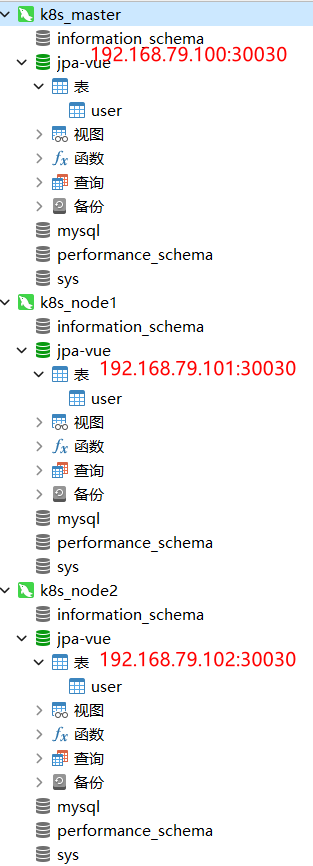 k8s_master
information_schema
192.168.79.100:30030
jpa-vue
表
user
视图
fx 函数
查询
备份
mysql
performance_schema
sys
k8s_node1
information_schema
jpa-vue
表 192.168.79.101:30030
user
视图
fx 函数
查询
备份
mysql
performance_schema
sys
k8s_node2
information_schema
jpa-vue
表 192.168.79.102:30030
user
视图
fx 函数
查询
备份
mysql
performance_schema
sys